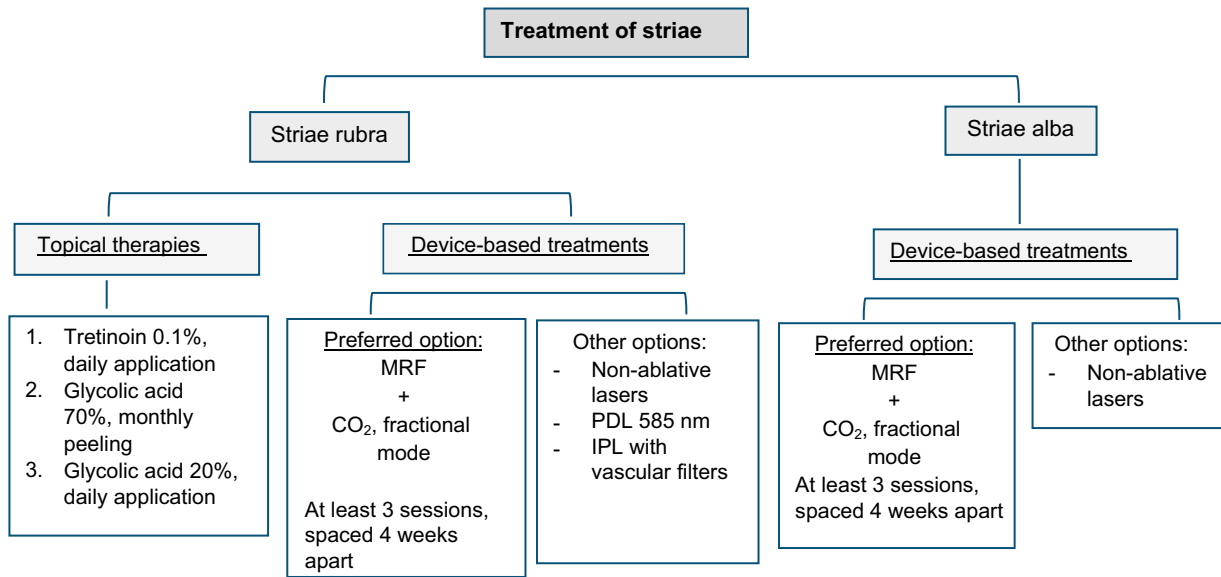 Treatment of striae
Striae rubra
Striae alba
Topical therapies
Device-based treatments
Device-based treatments
1. Tretinoin 0.1%,
daily application
2. Glycolic acid
70%, monthly
peeling
3. Glycolic acid 20%,
daily application
Preferred option:
MRF
+
CO₂, fractional
mode
At least 3 sessions,
spaced 4 weeks
apart
Other options:
- Non-ablative
lasers
- PDL 585 nm
- IPL with
vascular filters
Preferred option:
MRF
+
CO₂, fractional
mode
At least 3 sessions,
spaced 4 weeks apart
Other options:
- Non-ablative
lasers